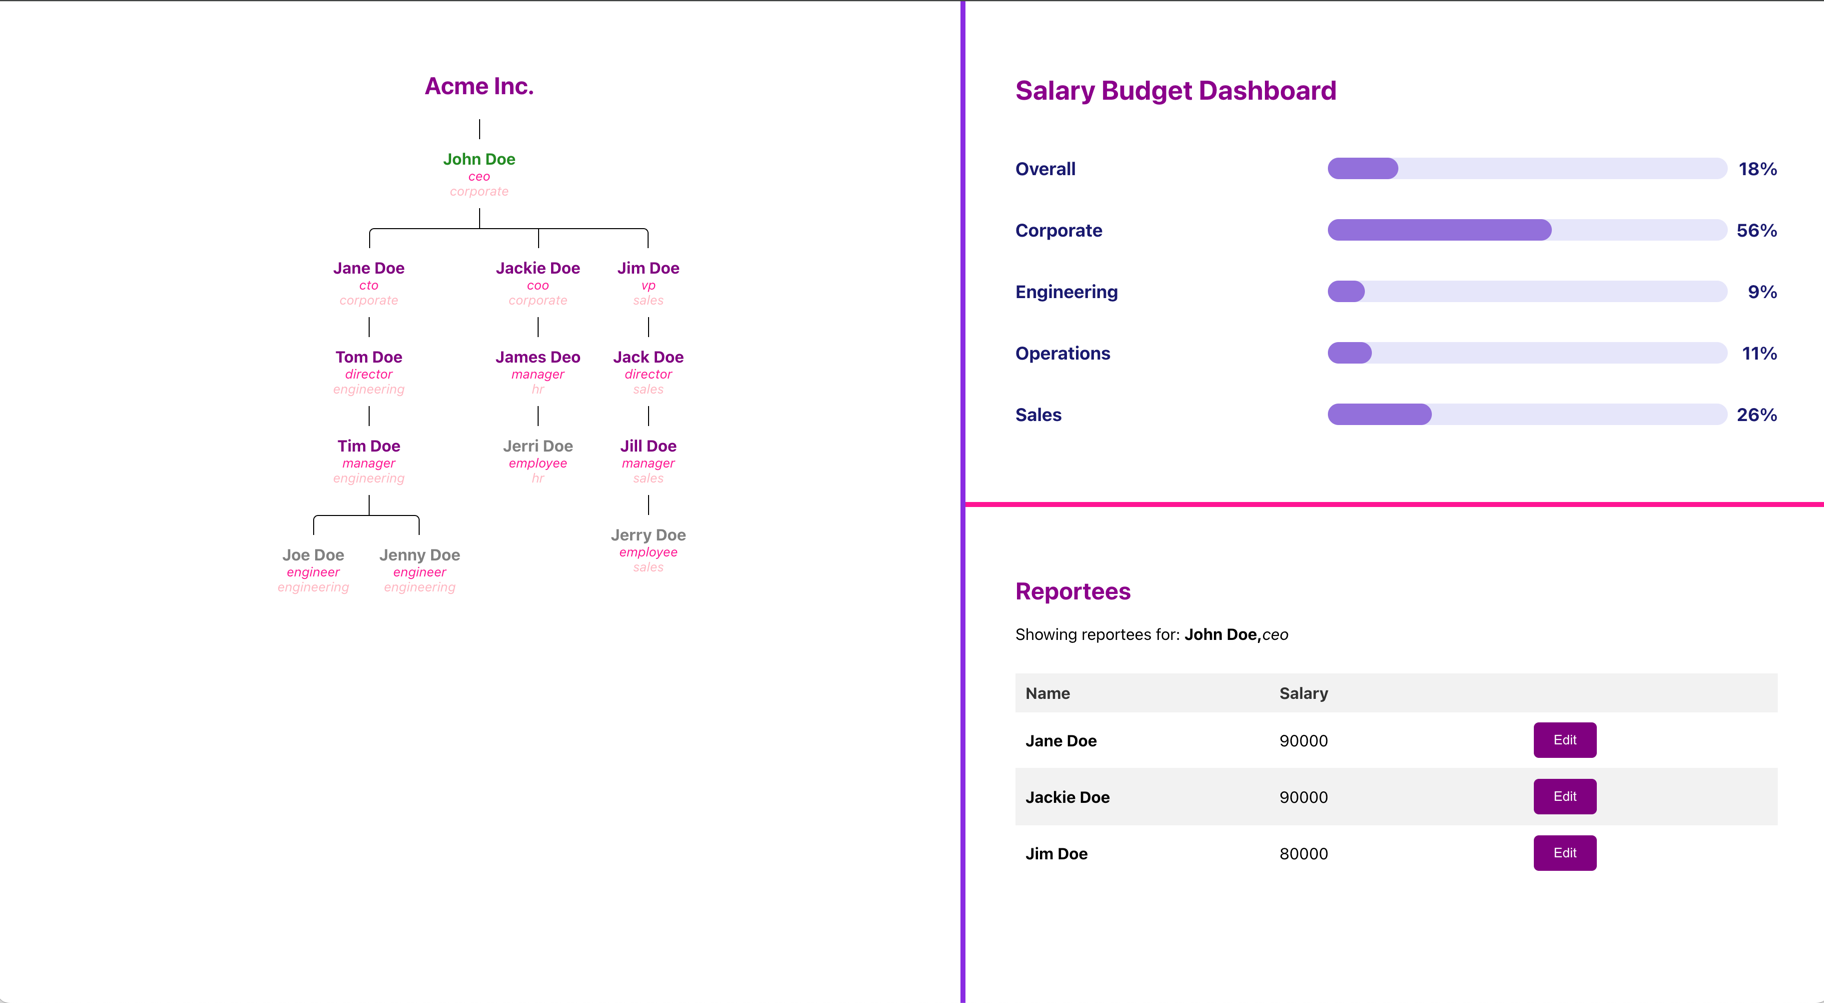 Acme Inc.
John Doe
ceo
corporate
Jane Doe
cto
corporate
Jackie Doe
coo
corporate
Jim Doe
vp
sales
Tom Doe
director
engineering
James Deo
manager
hr
Jack Doe
director
sales
Tim Doe
manager
engineering
Jerri Doe
employee
hr
Jill Doe
manager
sales
Joe Doe
engineer
engineering
Jenny Doe
engineer
engineering
Jerry Doe
employee
sales
Salary Budget Dashboard
Overall 18%
Corporate 56%
Engineering 9%
Operations 11%
Sales 26%
Reportees
Showing reportees for: John Doe,ceo
Name Salary
Jane Doe 90000 Edit
Jackie Doe 90000 Edit
Jim Doe 80000 Edit